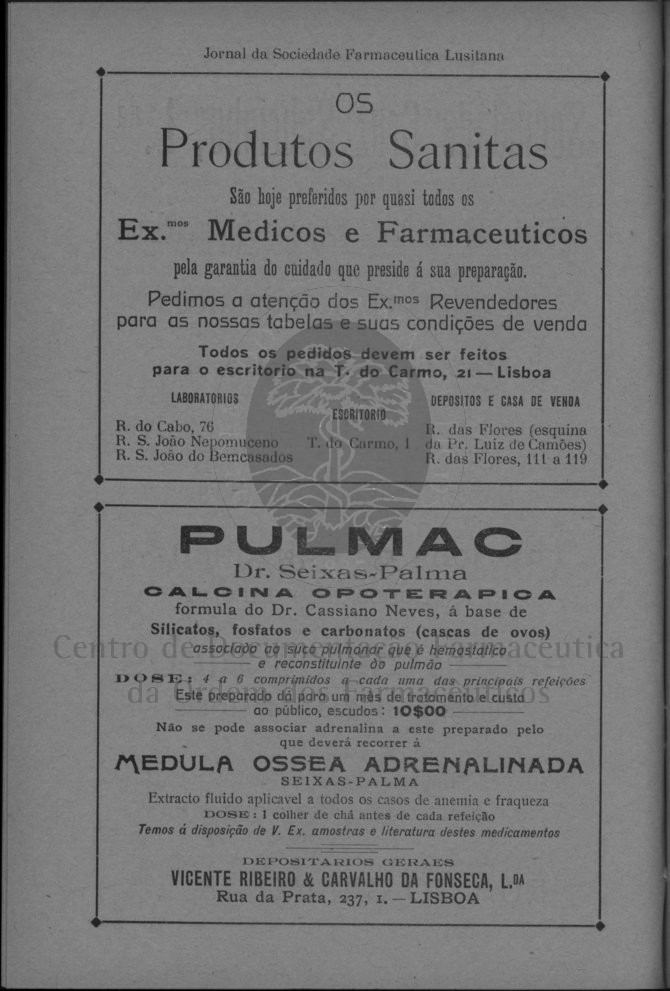 Jornal da Sociedade Farmaceutica Lusitana
OS
Produtos Sanitas
São hoje preferidos por quasi todos os
Ex.mos Medicos e Farmaceuticos
pela garantia do cuidado que preside á sua preparação.
Pedimos a atenção dos Ex.mos Revendedores
para as nossas tabelas e suas condições de venda
Todos os pedidos devem ser feitos
para o escritorio na T. do Carmo, 21 — Lisboa
LABORATORIOS
R. do Cabo, 76
R. S. João Nepomuceno
R. S. João do Bemcasados
ESCRITORIO
T. do Carmo, 1
DEPOSITOS E CASA DE VENDA
R. das Flores (esquina
da Pr. Luiz de Camões)
R. das Flores, 111 a 119
PULMAC
Dr. Seixas-Palma
CALCINA OPOTERAPICA
formula do Dr. Cassiano Neves, á base de
Silicatos, fosfatos e carbonatos (cascas de ovos)
associado ao suco pulmonar que é hemostatico
e reconstituinte do pulmão
DOSE: 4 a 6 comprimidos a cada uma das principais refeições
Este preparado dá para um mês de tratamento e custa
ao público, escudos: 10$00
Não se pode associar adrenalina a este preparado pelo
que deverá recorrer á
MEDULA OSSEA ADRENALINADA
SEIXAS-PALMA
Extracto fluido aplicavel a todos os casos de anemia e fraqueza
DOSE: 1 colher de chá antes de cada refeição
Temos á disposição de V. Ex. amostras e literatura destes medicamentos
DEPOSITARIOS GERAES
VICENTE RIBEIRO & CARVALHO DA FONSECA, L.DA
Rua da Prata, 237, 1. — LISBOA
Centro de Documentação Farmacêutica
da Ordem dos Farmacêuticos